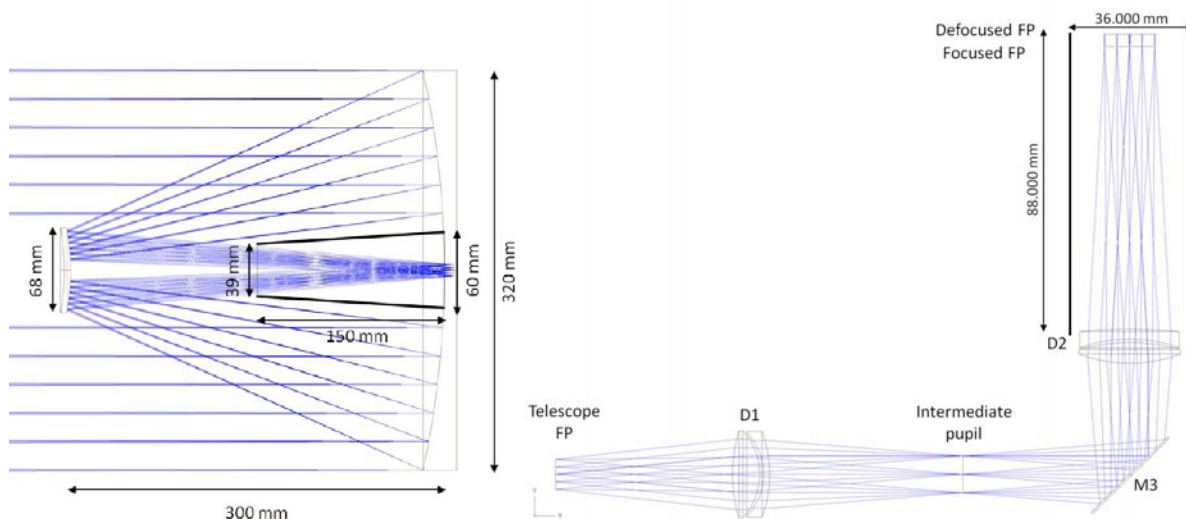 68 mm
39 mm
150 mm
60 mm
320 mm
300 mm
36.000 mm
Defocused FP
Focused FP
88.000 mm
D2
Telescope
FP
D1
Intermediate
pupil
M3